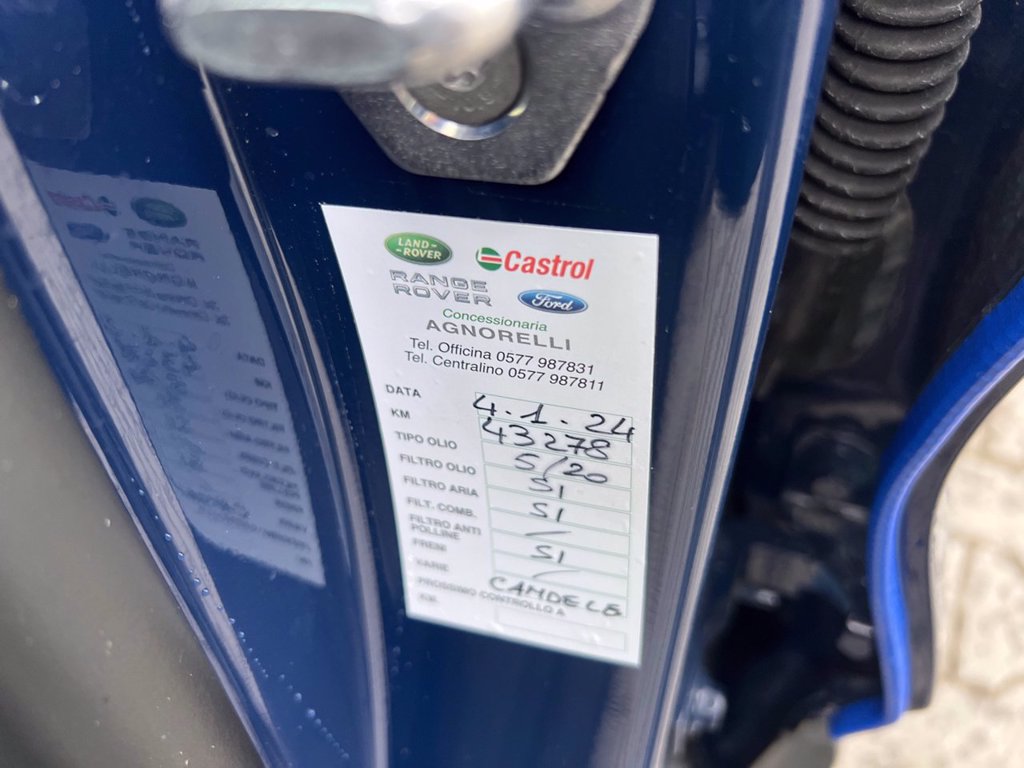 LAND-
ROVER
Castrol
RANGE
ROVER
Ford
Concessionaria
AGNORELLI
Tel. Officina 0577 987831
Tel. Centralino 0577 987811
DATA 4.1.24
KM 43278
TIPO OLIO 5/20
FILTRO OLIO SI
FILTRO ARIA SI
FILT. COMB. /
FILTRO ANTI
POLLINE SI
FRENI /
VARIE CANDELE
PROSSIMO CONTROLLO A
KM.